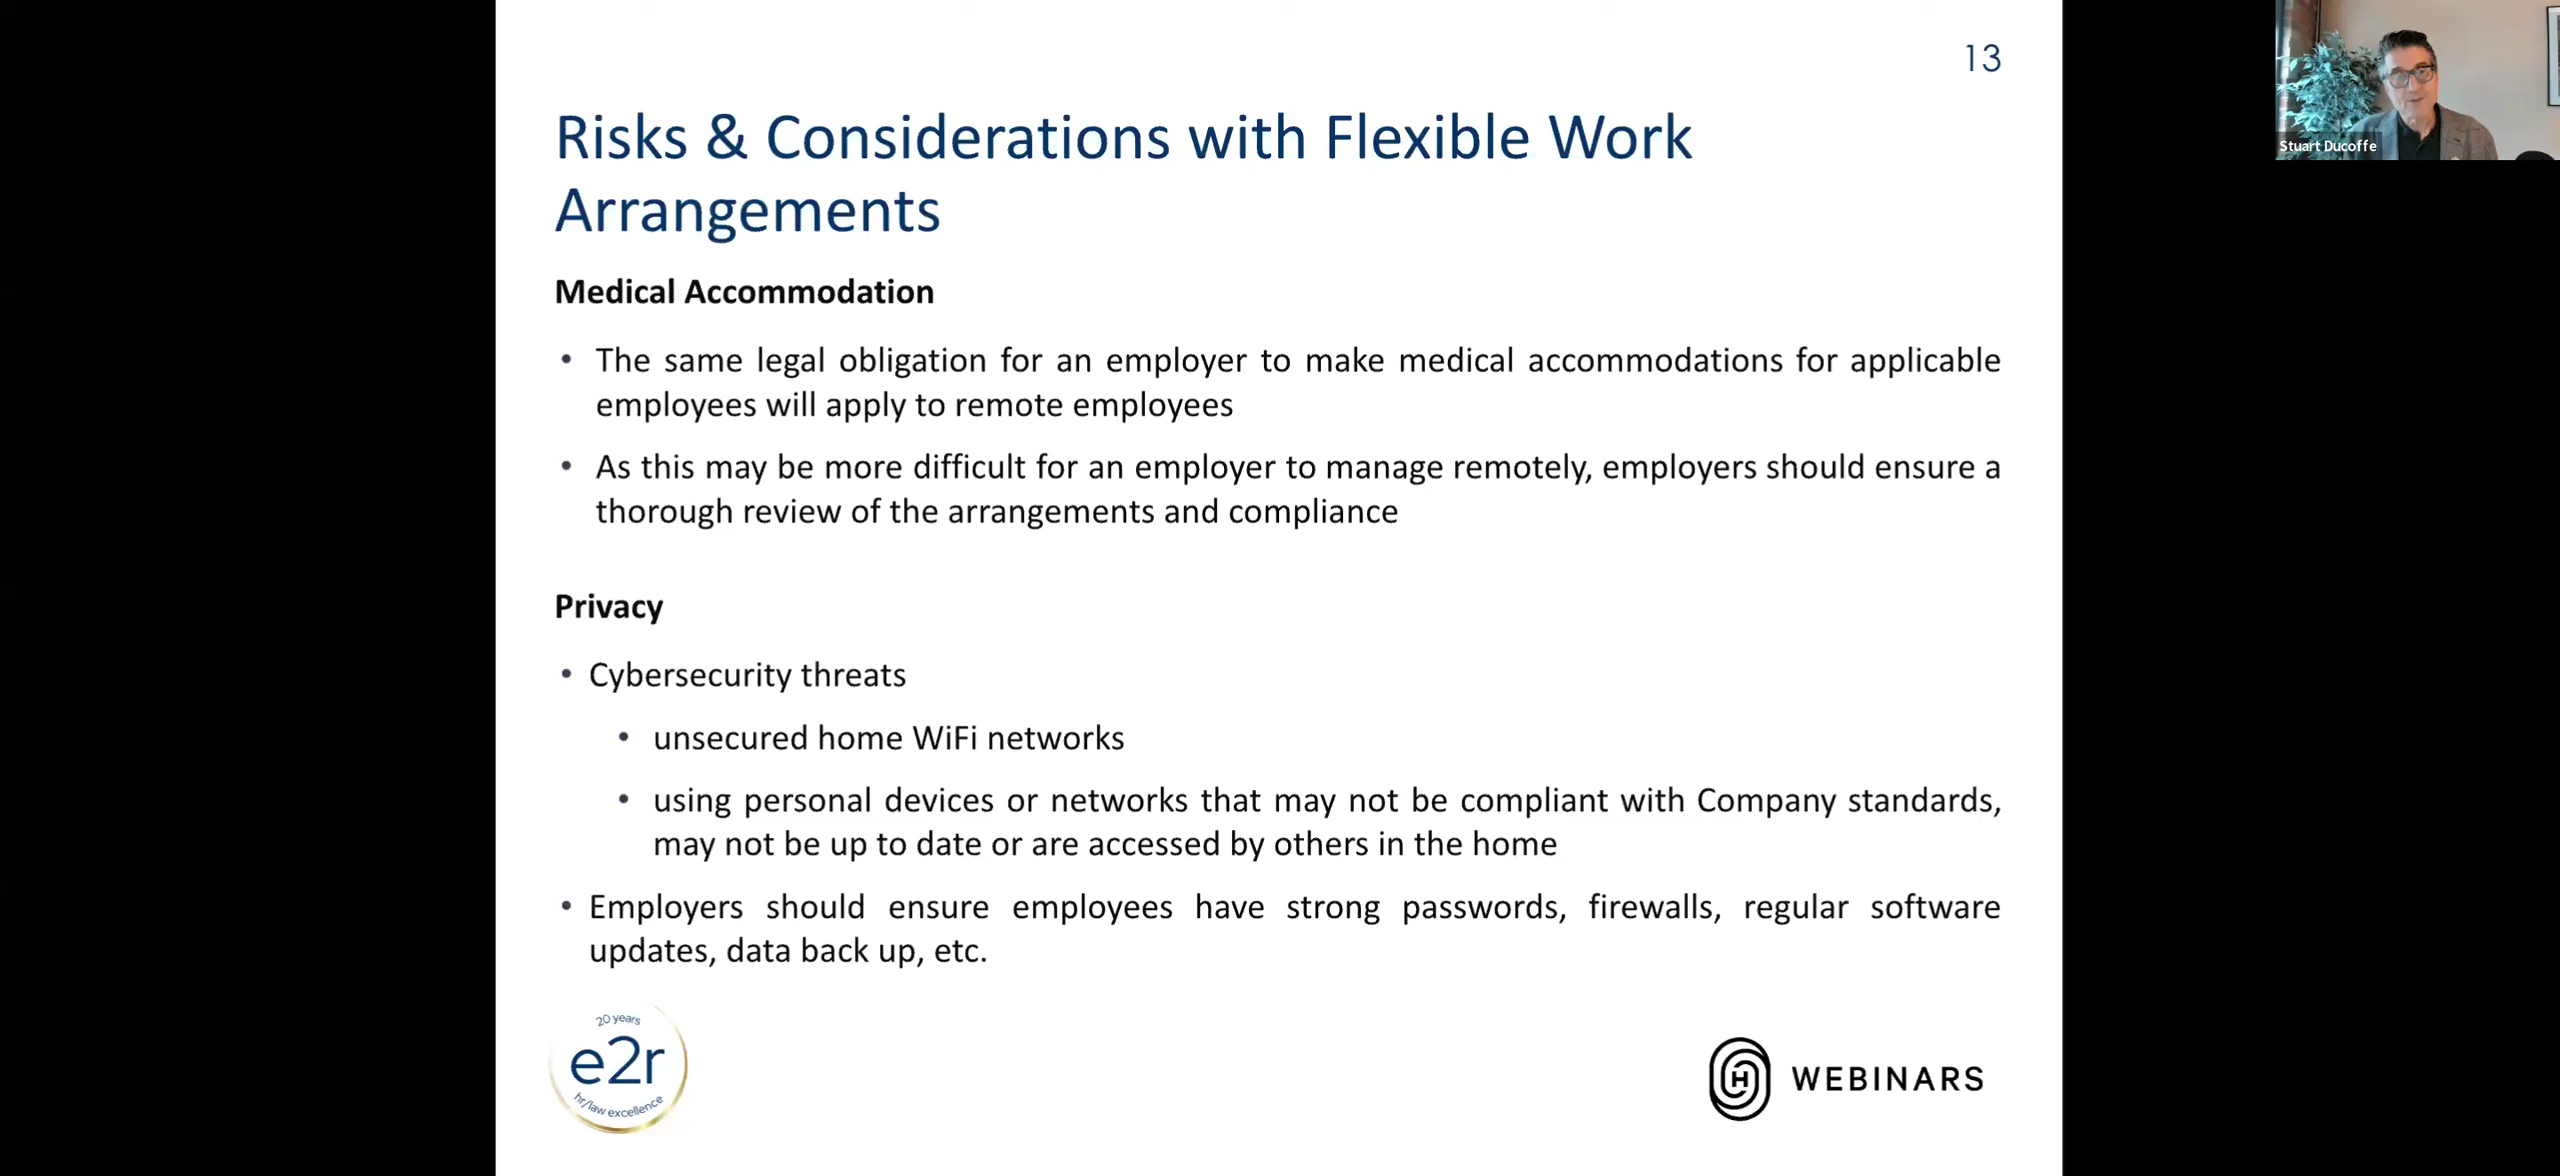 13
Stuart Ducoffe
Risks & Considerations with Flexible Work
Arrangements
Medical Accommodation
• The same legal obligation for an employer to make medical accommodations for applicable
employees will apply to remote employees
• As this may be more difficult for an employer to manage remotely, employers should ensure a
thorough review of the arrangements and compliance
Privacy
• Cybersecurity threats
• unsecured home WiFi networks
• using personal devices or networks that may not be compliant with Company standards,
may not be up to date or are accessed by others in the home
• Employers should ensure employees have strong passwords, firewalls, regular software
updates, data back up, etc.
20 years
e2r
hr/law excellence
H
WEBINARS